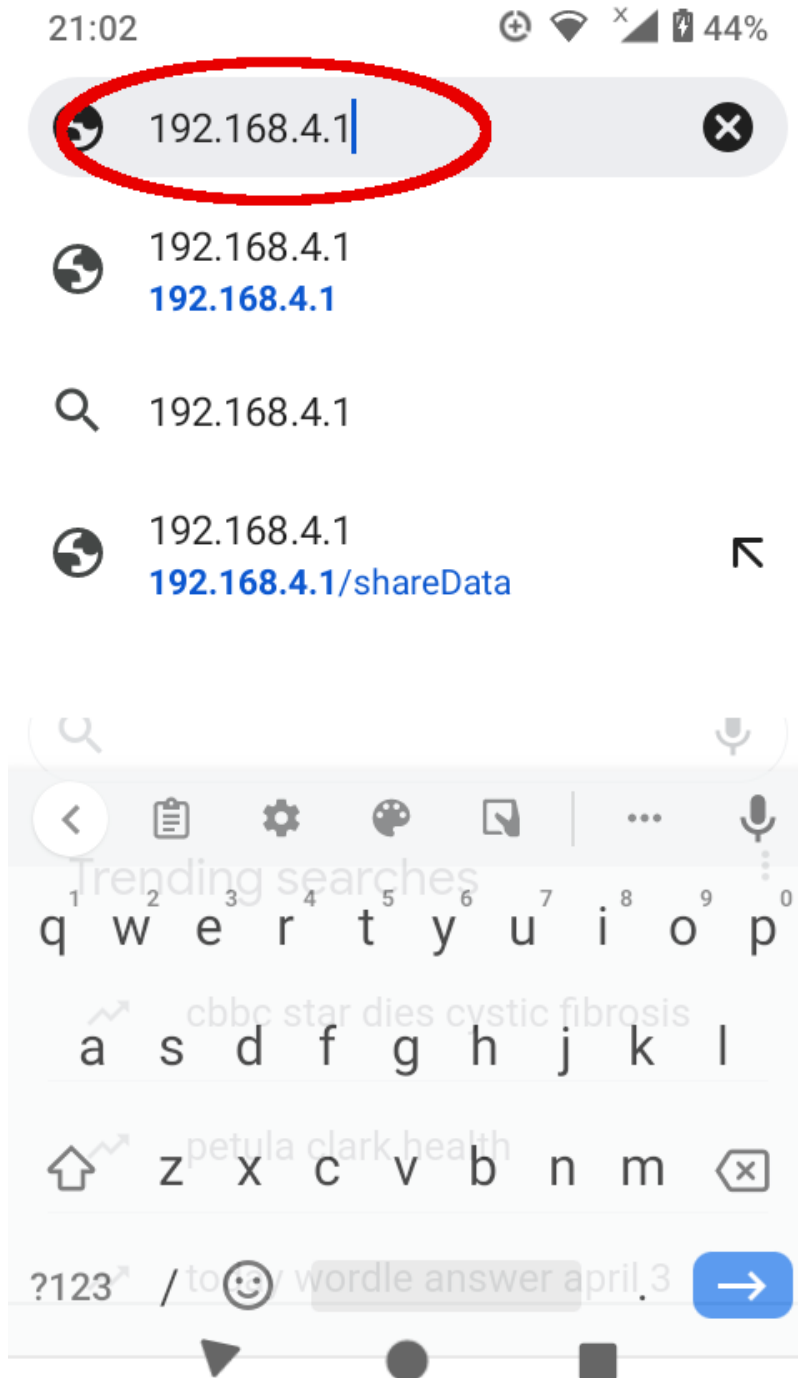 21:02
44%
192.168.4.1
192.168.4.1
192.168.4.1
192.168.4.1
192.168.4.1
192.168.4.1/shareData
Trending searches
1 2 3 4 5 6 7 8 9 0
q w e r t y u i o p
cbbc star dies cystic fibrosis
a s d f g h j k l
petula clark health
z x c v b n m
today wordle answer april 3
?123 / .